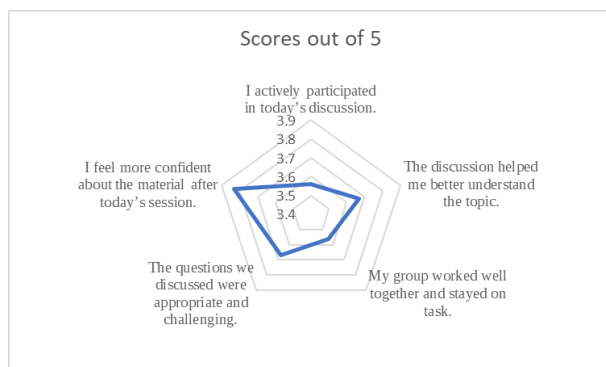 Scores out of 5
I actively participated
in today's discussion.
3.9
3.8
3.7
3.6
3.5
3.4
The discussion helped
me better understand
the topic.
My group worked well
together and stayed on
task.
The questions we
discussed were
appropriate and
challenging.
I feel more confident
about the material after
today's session.